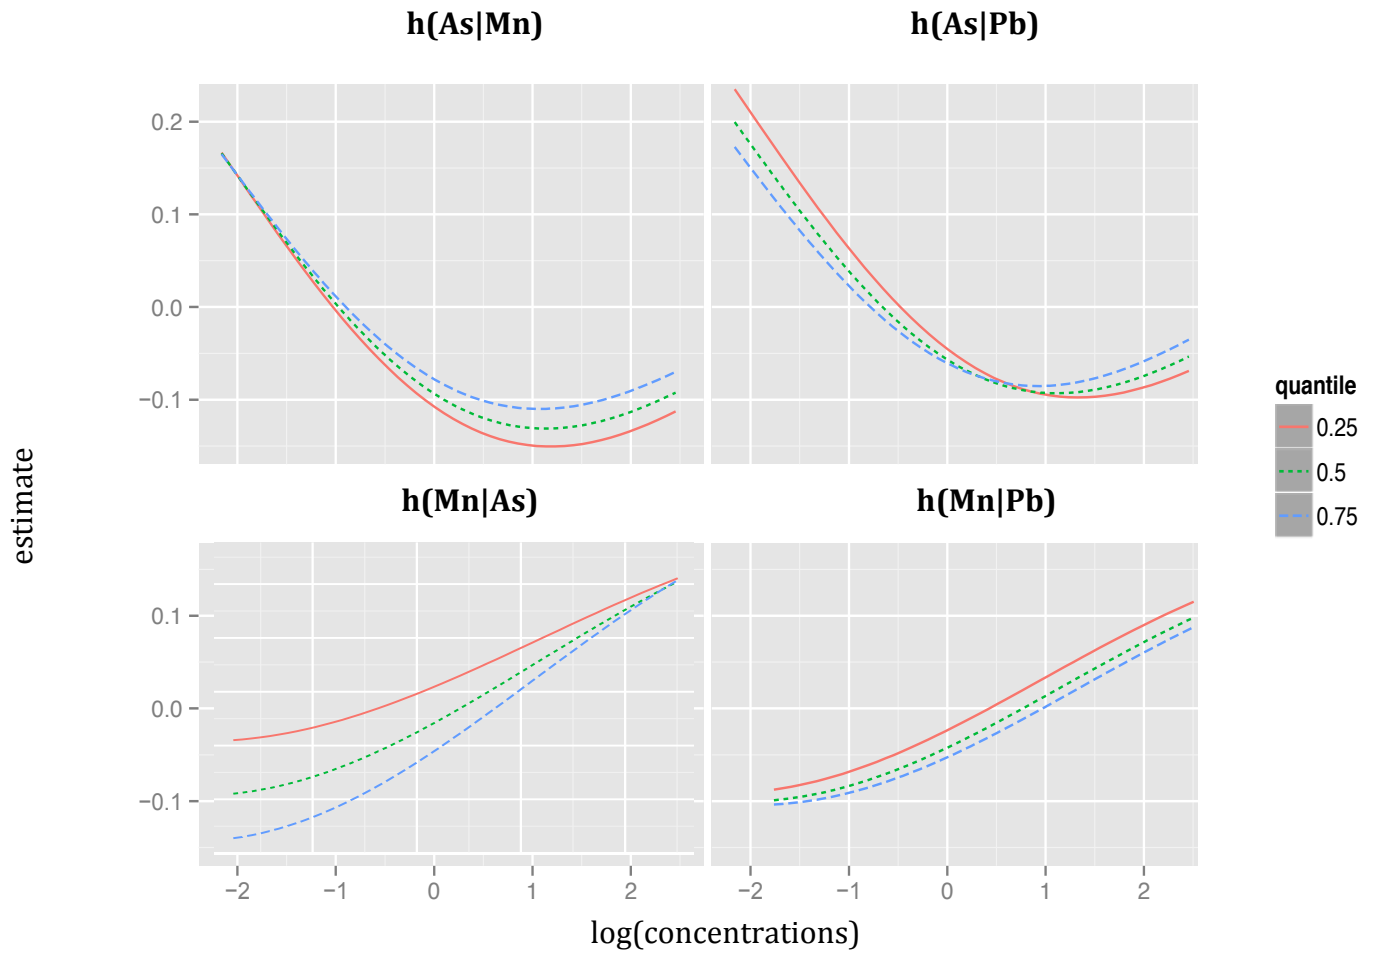 h(As|Mn)
h(As|Pb)
0.2
0.1
0.0
−0.1
h(Mn|As)
h(Mn|Pb)
0.1
0.0
−0.1
−2 −1 0 1 2
−2 −1 0 1 2
log(concentrations)
estimate
quantile
0.25
0.5
0.75